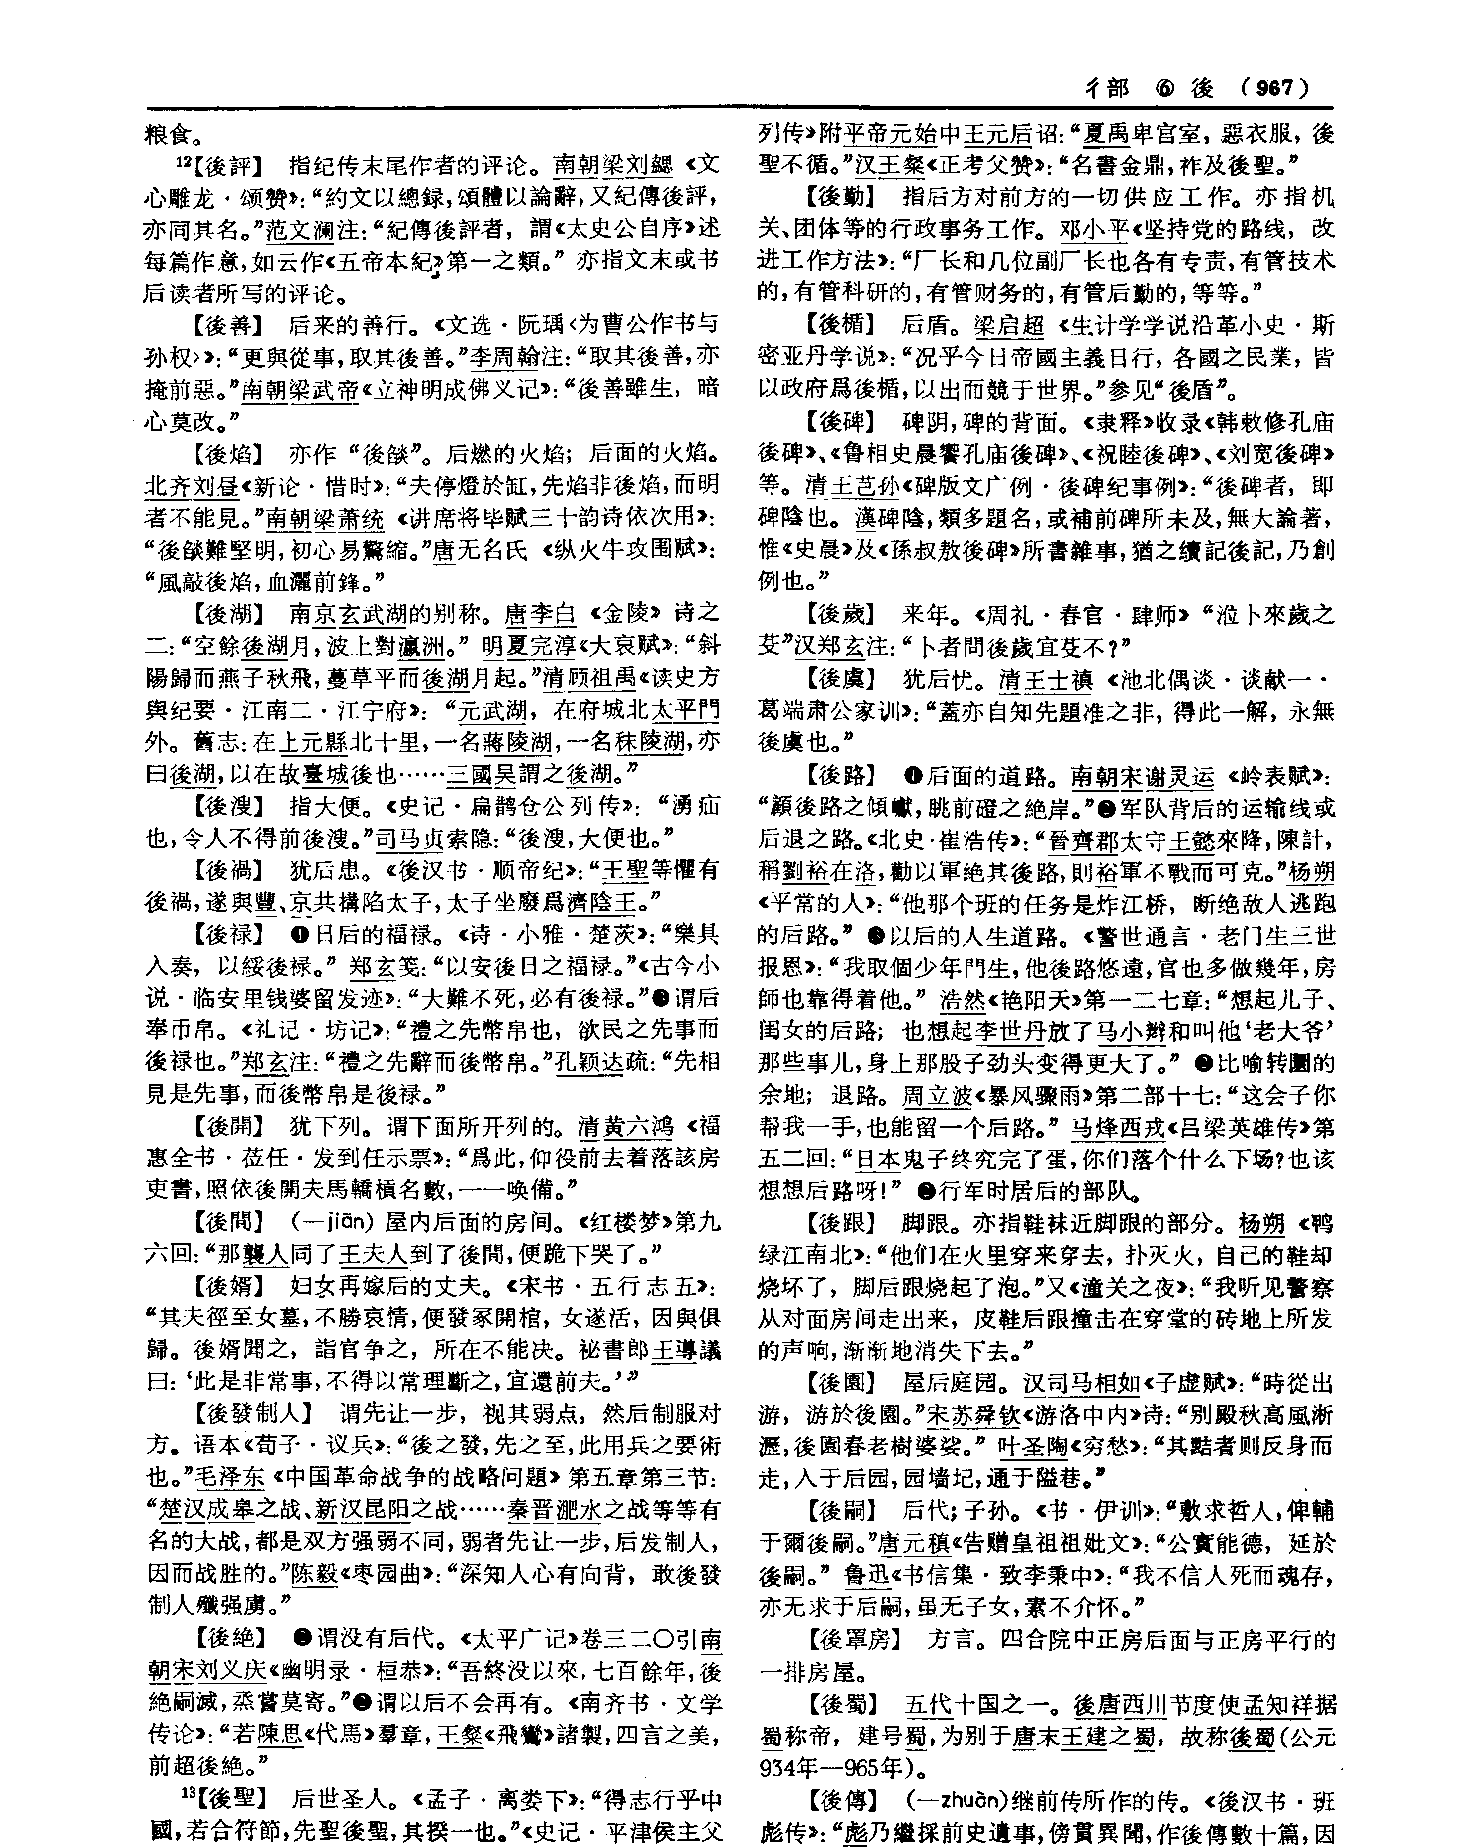 彳部 ⑥ 後 (967)
粮食。
¹²【後評】 指纪传末尾作者的评论。南朝梁刘勰《文
心雕龙·颂赞》：“約文以總録，頌體以論辭，又紀傳後評，
亦同其名。”范文澜注：“紀傳後評者，謂《太史公自序》述
每篇作意，如云作《五帝本紀》第一之類。” 亦指文末或书
后读者所写的评论。
【後善】 后来的善行。《文选·阮瑀〈为曹公作书与
孙权〉》：“更與從事，取其後善。”李周翰注：“取其後善，亦
掩前惡。”南朝梁武帝《立神明成佛义记》：“後善雖生，暗
心莫改。”
【後焰】 亦作“後燄”。后燃的火焰；后面的火焰。
北齐刘昼《新论·惜时》：“夫停燈於缸，先焰非後焰，而明
者不能見。”南朝梁萧统《讲席将毕赋三十韵诗依次用》：
“後燄難堅明，初心易驚縮。”唐无名氏《纵火牛攻围赋》：
“風敲後焰，血灑前鋒。”
【後湖】 南京玄武湖的别称。唐李白《金陵》诗之
二：“空餘後湖月，波上對瀛洲。” 明夏完淳《大哀赋》：“斜
陽歸而燕子秋飛，蔓草平而後湖月起。”清顾祖禹《读史方
舆纪要·江南二·江宁府》：“元武湖，在府城北太平門
外。舊志：在上元縣北十里，一名蔣陵湖，一名秣陵湖，亦
曰後湖，以在故臺城後也……三國吴謂之後湖。”
【後溲】 指大便。《史记·扁鹊仓公列传》：“湧疝
也，令人不得前後溲。”司马贞索隐：“後溲，大便也。”
【後禍】 犹后患。《後汉书·顺帝纪》：“王聖等懼有
後禍，遂與豐、京共構陷太子，太子坐廢爲濟陰王。”
【後禄】 ❶日后的福禄。《诗·小雅·楚茨》：“樂具
入奏，以綏後禄。” 郑玄笺：“以安後日之福禄。”《古今小
说·临安里钱婆留发迹》：“大難不死，必有後禄。”❷谓后
奉币帛。《礼记·坊记》：“禮之先幣帛也，欲民之先事而
後禄也。”郑玄注：“禮之先辭而後幣帛。”孔颖达疏：“先相
見是先事，而後幣帛是後禄。”
【後開】 犹下列。谓下面所开列的。清黄六鸿《福
惠全书·莅任·发到任示票》：“爲此，仰役前去着落該房
吏書，照依後開夫馬轎槓名數，一一唤備。”
【後間】 (—jiān) 屋内后面的房间。《红楼梦》第九
六回：“那襲人同了王夫人到了後間，便跪下哭了。”
【後婿】 妇女再嫁后的丈夫。《宋书·五行志五》：
“其夫徑至女墓，不勝哀情，便發冢開棺，女遂活，因與俱
歸。後婿聞之，詣官争之，所在不能决。祕書郎王導議
曰：‘此是非常事，不得以常理斷之，宜還前夫。’”
【後發制人】 谓先让一步，视其弱点，然后制服对
方。语本《荀子·议兵》：“後之發，先之至，此用兵之要術
也。”毛泽东《中国革命战争的战略问题》第五章第三节：
“楚汉成皋之战、新汉昆阳之战……秦晋淝水之战等等有
名的大战，都是双方强弱不同，弱者先让一步，后发制人，
因而战胜的。”陈毅《枣园曲》：“深知人心有向背，敢後發
制人殲强虜。”
【後絶】 ❶谓没有后代。《太平广记》卷三二〇引南
朝宋刘义庆《幽明录·桓恭》：“吾終没以來，七百餘年，後
絶嗣滅，烝嘗莫寄。”❷谓以后不会再有。《南齐书·文学
传论》：“若陳思《代馬》羣章，王粲《飛鸞》諸製，四言之美，
前超後絶。”
¹³【後聖】 后世圣人。《孟子·离娄下》：“得志行乎中
國，若合符節，先聖後聖，其揆一也。”《史记·平津侯主父
列传》附平帝元始中王元后诏：“夏禹卑宫室，惡衣服，後
聖不循。”汉王粲《正考父赞》：“名書金鼎，祚及後聖。”
【後勤】 指后方对前方的一切供应工作。亦指机
关、团体等的行政事务工作。邓小平《坚持党的路线，改
进工作方法》：“厂长和几位副厂长也各有专责，有管技术
的，有管科研的，有管财务的，有管后勤的，等等。”
【後楯】 后盾。梁启超《生计学学说沿革小史·斯
密亚丹学说》：“况乎今日帝國主義日行，各國之民業，皆
以政府爲後楯，以出而競于世界。”参见“後盾”。
【後碑】 碑阴，碑的背面。《隶释》收录《韩敕修孔庙
後碑》、《鲁相史晨饗孔庙後碑》、《祝睦後碑》、《刘宽後碑》
等。清王芑孙《碑版文广例·後碑纪事例》：“後碑者，即
碑陰也。漢碑陰，類多題名，或補前碑所未及，無大論著，
惟《史晨》及《孫叔敖後碑》所書雜事，猶之續記後記，乃創
例也。”
【後歲】 来年。《周礼·春官·肆师》“涖卜來歲之
芟”汉郑玄注：“卜者問後歲宜芟不？”
【後虞】 犹后忧。清王士禛《池北偶谈·谈献一·
葛端肃公家训》：“蓋亦自知先題准之非，得此一解，永無
後虞也。”
【後路】 ❶后面的道路。南朝宋谢灵运《岭表赋》：
“顧後路之傾巘，眺前磴之絶岸。”❷军队背后的运输线或
后退之路。《北史·崔浩传》：“晉齊郡太守王懿來降，陳計，
稱劉裕在洛，勸以軍絶其後路，則裕軍不戰而可克。”杨朔
《平常的人》：“他那个班的任务是炸江桥，断绝敌人逃跑
的后路。” ❸以后的人生道路。《警世通言·老门生三世
报恩》：“我取個少年門生，他後路悠遠，官也多做幾年，房
師也靠得着他。” 浩然《艳阳天》第一二七章：“想起儿子、
闺女的后路；也想起李世丹放了马小辫和叫他‘老大爷’
那些事儿，身上那股子劲头变得更大了。” ❹比喻转圜的
余地；退路。周立波《暴风骤雨》第二部十七：“这会子你
帮我一手，也能留一个后路。” 马烽西戎《吕梁英雄传》第
五二回：“日本鬼子终究完了蛋，你们落个什么下场？也该
想想后路呀！” ❺行军时居后的部队。
【後跟】 脚跟。亦指鞋袜近脚跟的部分。杨朔《鸭
绿江南北》：“他们在火里穿来穿去，扑灭火，自己的鞋却
烧坏了，脚后跟烧起了泡。”又《潼关之夜》：“我听见警察
从对面房间走出来，皮鞋后跟撞击在穿堂的砖地上所发
的声响，渐渐地消失下去。”
【後園】 屋后庭园。汉司马相如《子虚赋》：“時從出
游，游於後園。”宋苏舜钦《游洛中内》诗：“别殿秋高風淅
瀝，後園春老樹婆娑。” 叶圣陶《穷愁》：“其黠者则反身而
走，入于后园，园墙圮，通于隘巷。”
【後嗣】 后代；子孙。《书·伊训》：“敷求哲人，俾輔
于爾後嗣。”唐元稹《告赠皇祖祖妣文》：“公實能德，延於
後嗣。” 鲁迅《书信集·致李秉中》：“我不信人死而魂存，
亦无求于后嗣，虽无子女，素不介怀。”
【後罩房】 方言。四合院中正房后面与正房平行的
一排房屋。
【後蜀】 五代十国之一。後唐西川节度使孟知祥据
蜀称帝，建号蜀，为别于唐末王建之蜀，故称後蜀(公元
934年—965年)。
【後傳】 (—zhuàn)继前传所作的传。《後汉书·班
彪传》：“彪乃繼採前史遺事，傍貫異聞，作後傳數十篇，因